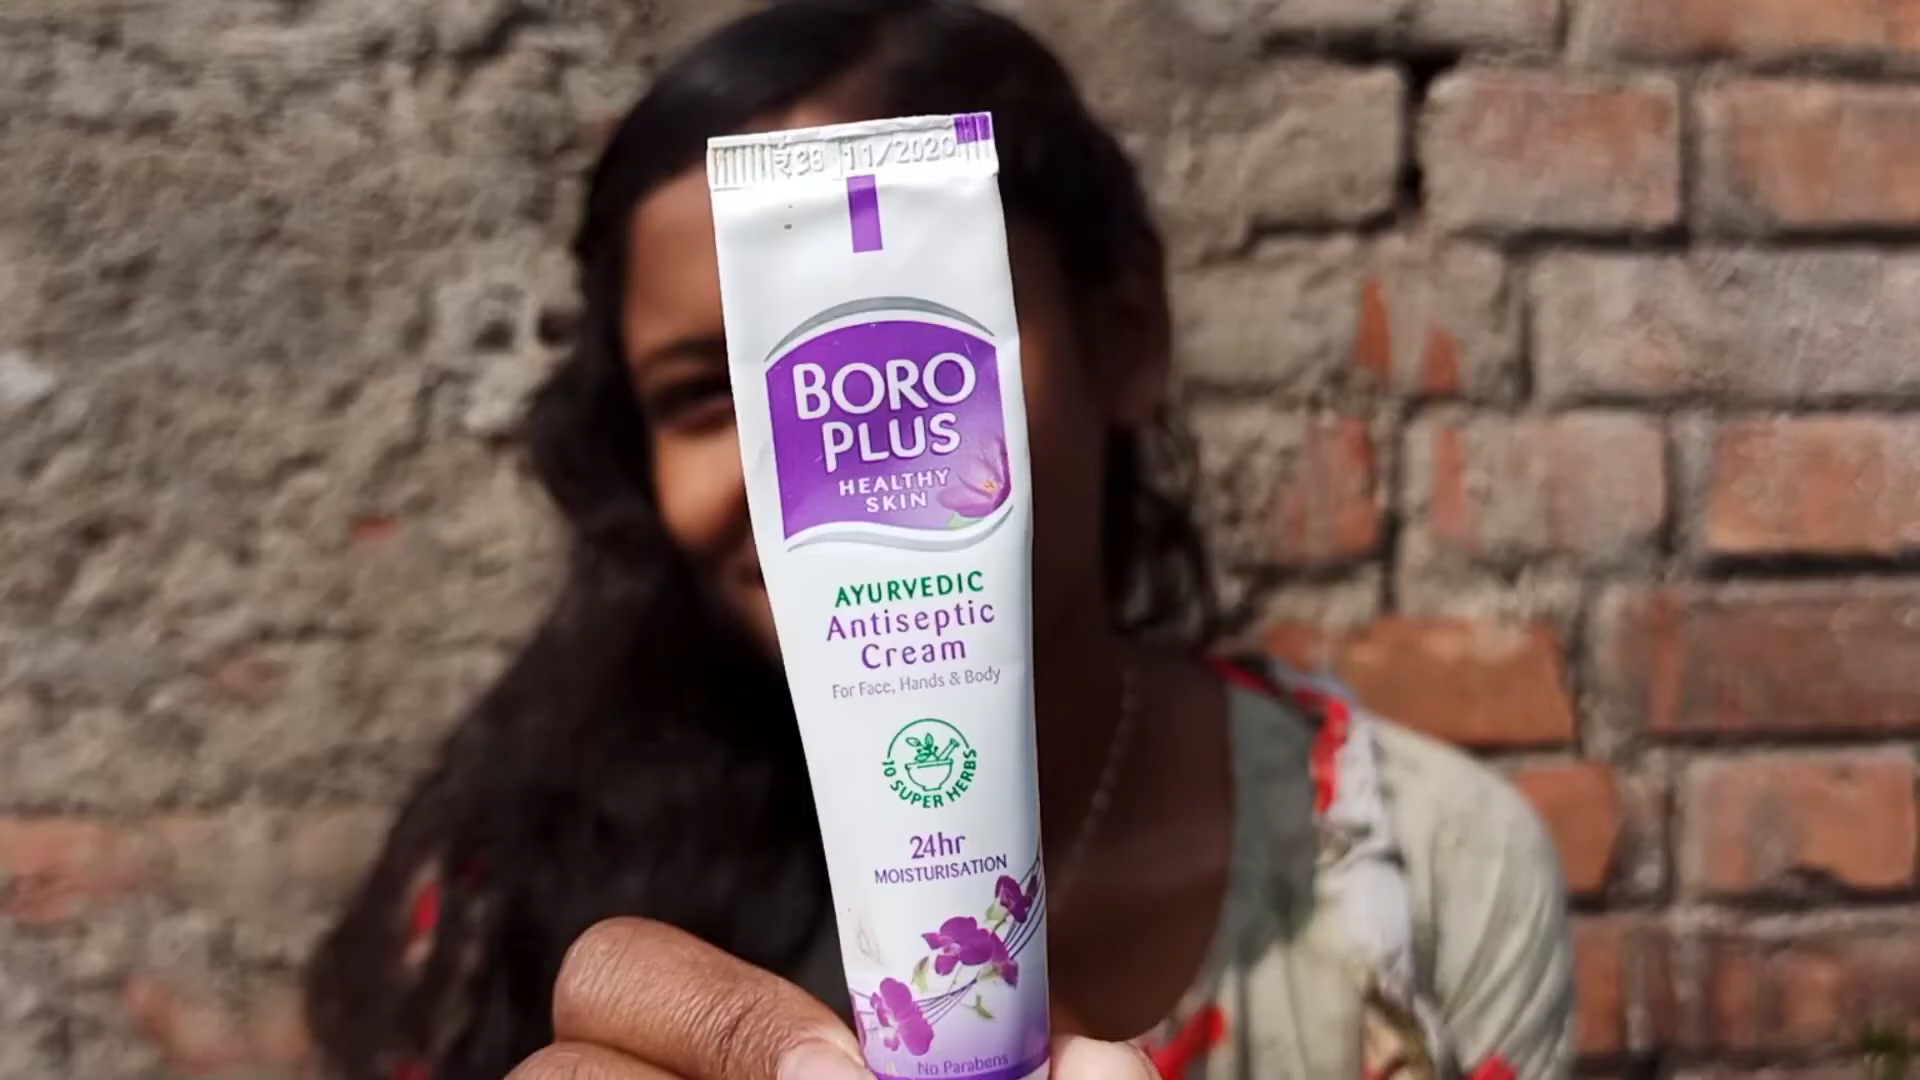 ₹38 11/2020
BORO
PLUS
HEALTHY
SKIN
AYURVEDIC
Antiseptic
Cream
For Face, Hands & Body
10 SUPER HERBS
24hr
MOISTURISATION
No Parabens